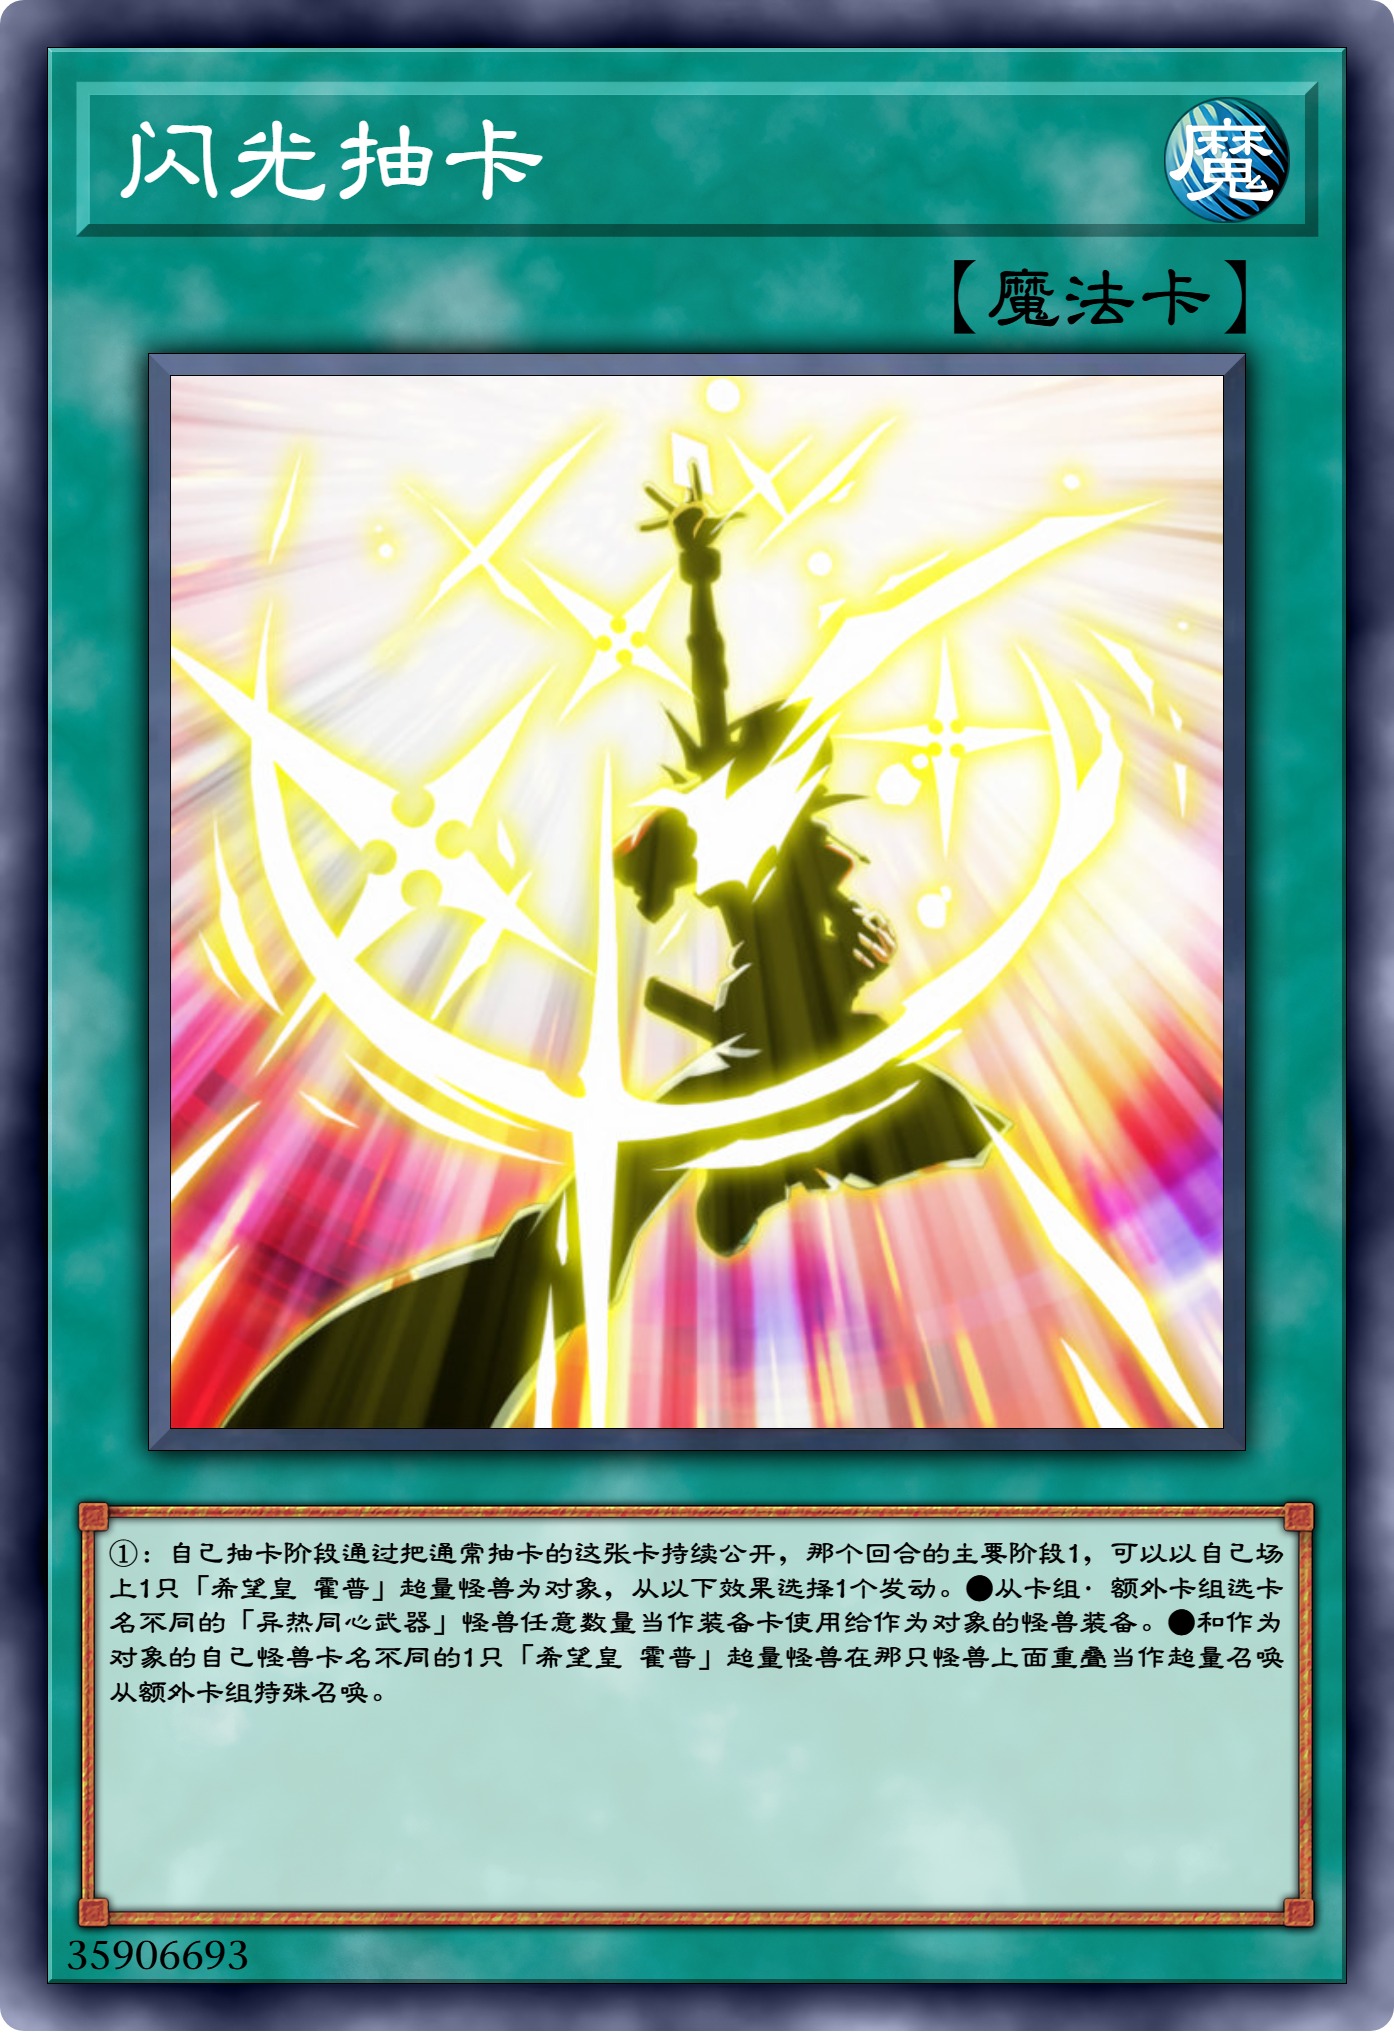 闪光抽卡
魔
【魔法卡】
①：自己抽卡阶段通过把通常抽卡的这张卡持续公开，那个回合的主要阶段1，可以以自己场
上1只「希望皇 霍普」超量怪兽为对象，从以下效果选择1个发动。●从卡组·额外卡组选卡
名不同的「异热同心武器」怪兽任意数量当作装备卡使用给作为对象的怪兽装备。●和作为
对象的自己怪兽卡名不同的1只「希望皇 霍普」超量怪兽在那只怪兽上面重叠当作超量召唤
从额外卡组特殊召唤。
35906693